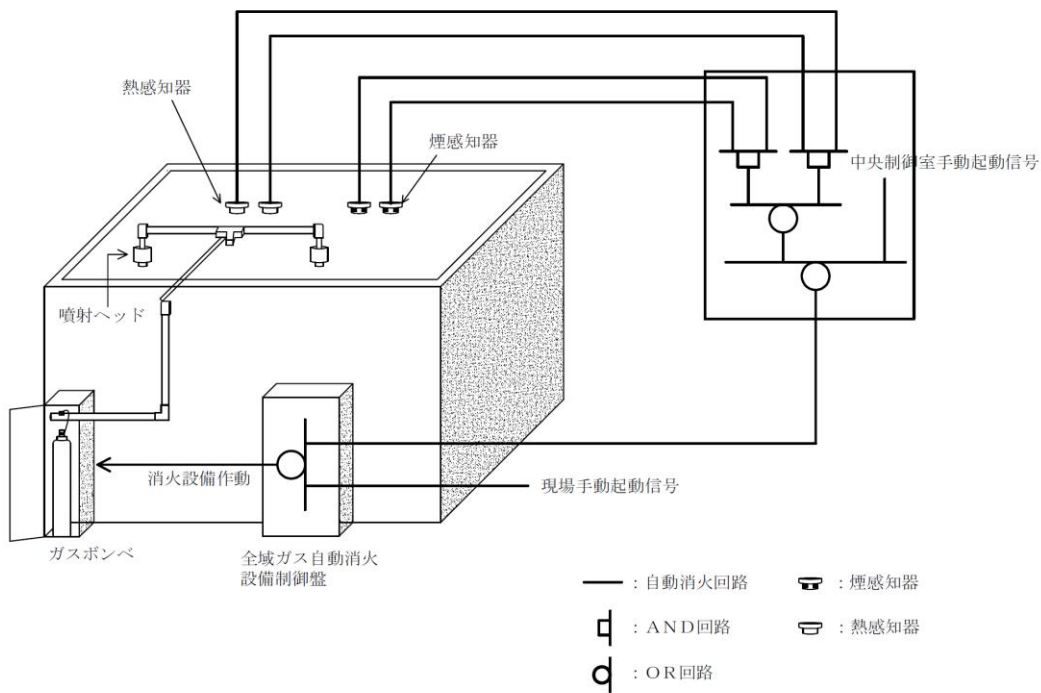 熱感知器
煙感知器
中央制御室手動起動信号
噴射ヘッド
消火設備作動
現場手動起動信号
ガスボンベ
全域ガス自動消火
設備制御盤
:自動消火回路
:煙感知器
:AND回路
:熱感知器
:OR回路